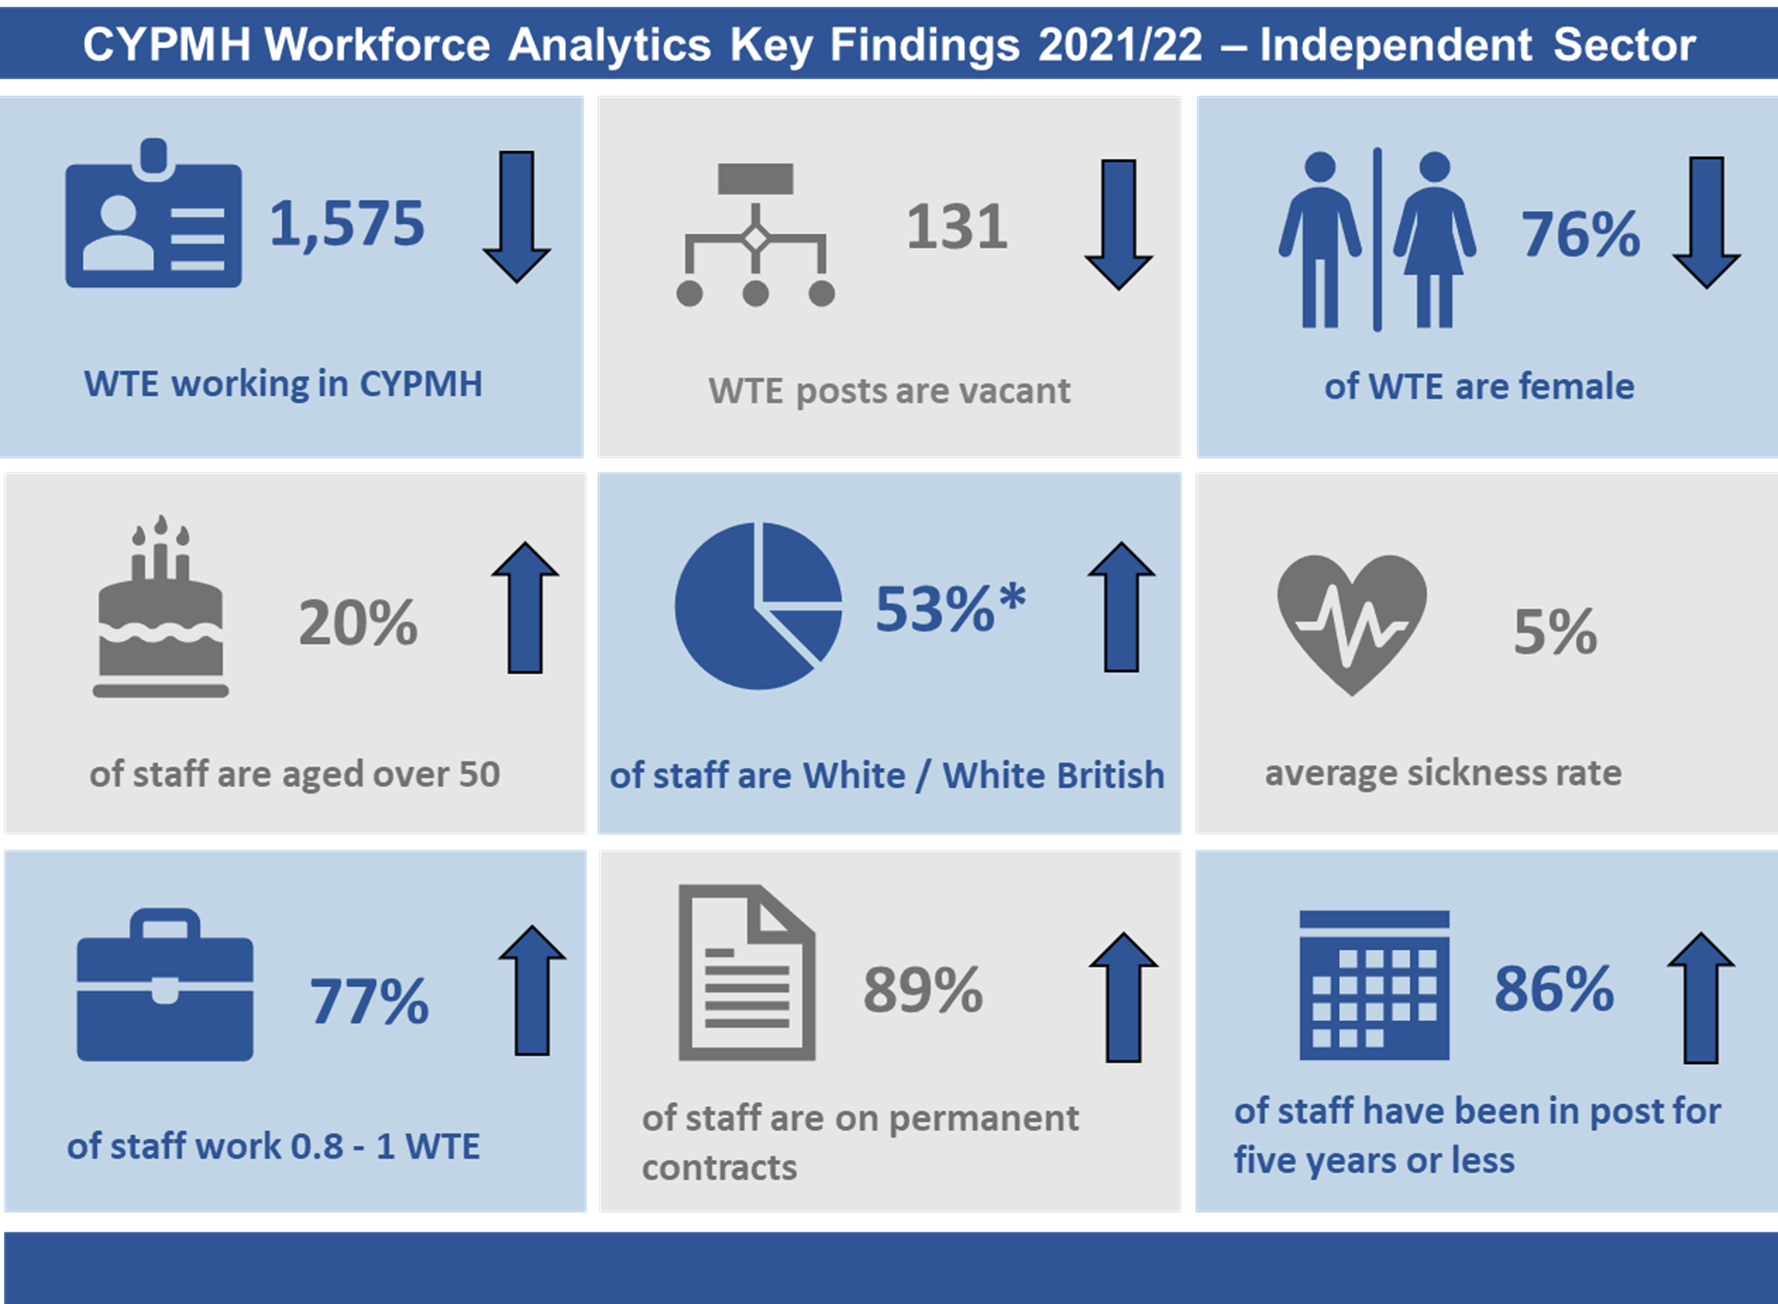 CYPMH Workforce Analytics Key Findings 2021/22 – Independent Sector
1,575
WTE working in CYPMH
131
WTE posts are vacant
76%
of WTE are female
20%
of staff are aged over 50
53%*
of staff are White / White British
5%
average sickness rate
77%
of staff work 0.8 - 1 WTE
89%
of staff are on permanent
contracts
86%
of staff have been in post for
five years or less